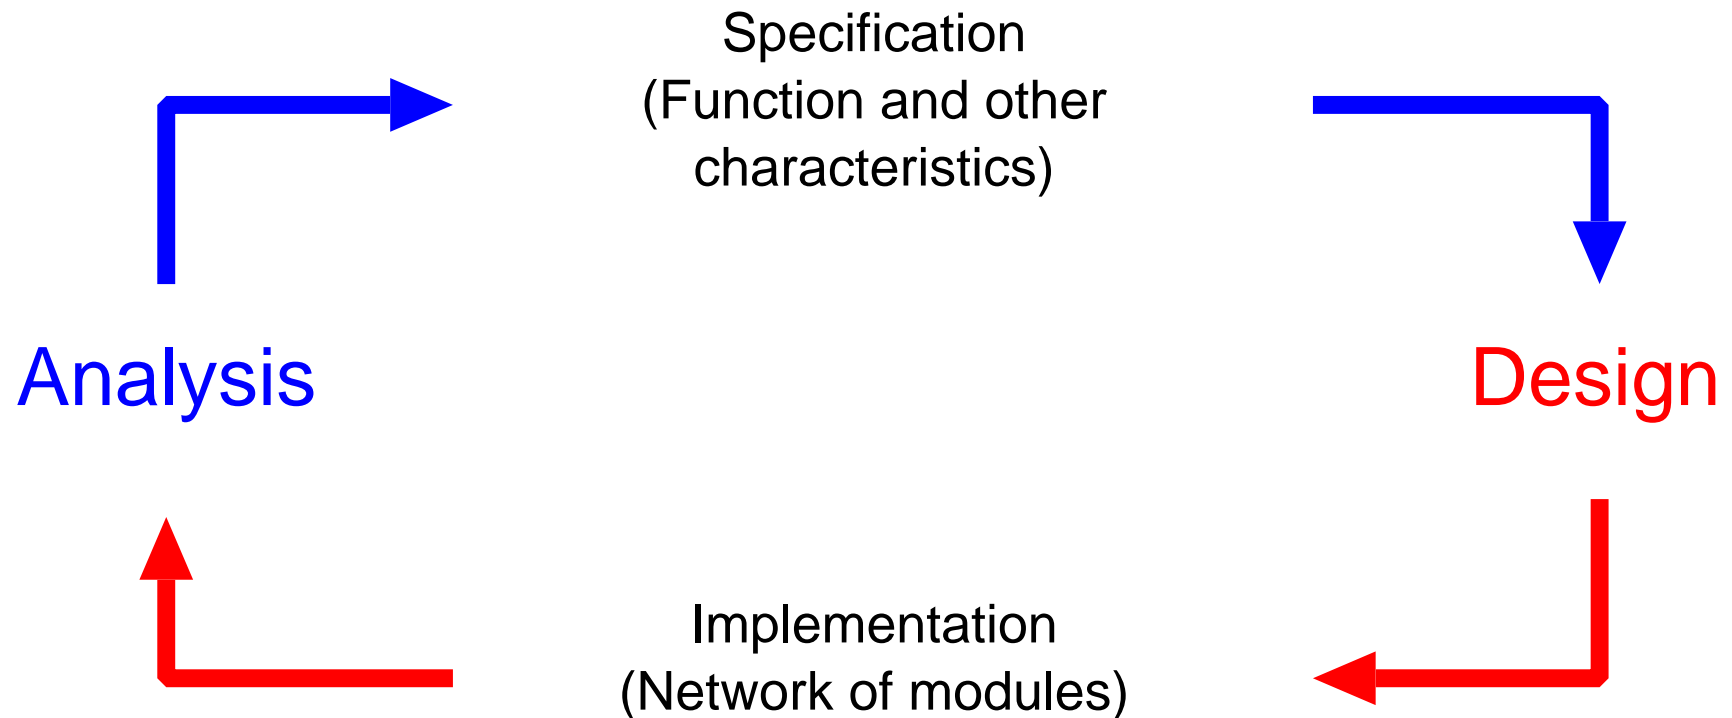 Specification
(Function and other
characteristics)
Analysis
Design
Implementation
(Network of modules)